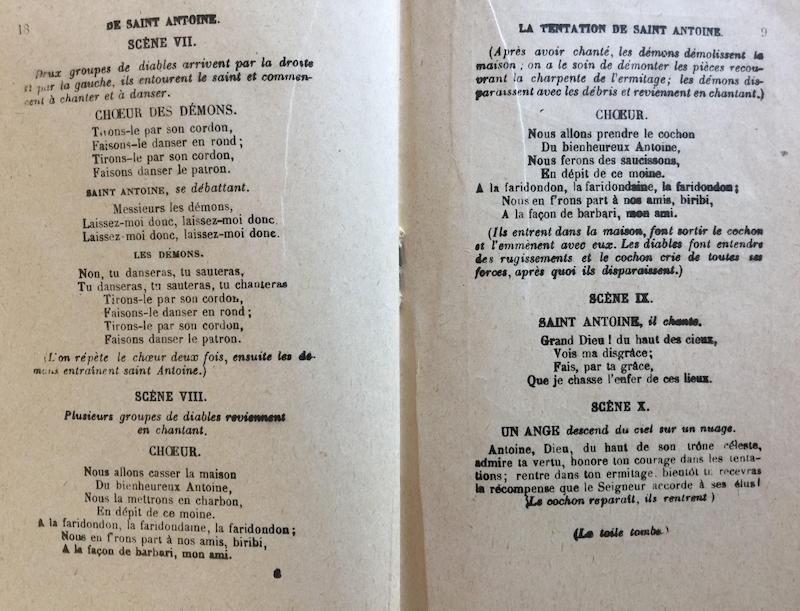 18
DE SAINT ANTOINE.
SCÈNE VII.
Deux groupes de diables arrivent par la droite
et par la gauche, ils entourent le saint et commen-
cent à chanter et à danser.
CHŒUR DES DÉMONS.
Tirons-le par son cordon,
Faisons-le danser en rond ;
Tirons-le par son cordon,
Faisons danser le patron.
SAINT ANTOINE, se débattant.
Messieurs les démons,
Laissez-moi donc, laissez-moi donc.
Laissez-moi donc, laissez-moi donc.
LES DÉMONS.
Non, tu danseras, tu sauteras,
Tu danseras, tu sauteras, tu chanteras
Tirons-le par son cordon,
Faisons-le danser en rond ;
Tirons-le par son cordon,
Faisons danser le patron.
(L'on répète le chœur deux fois, ensuite les dé-
mons entraînent saint Antoine.)
SCÈNE VIII.
Plusieurs groupes de diables reviennent
en chantant.
CHŒUR.
Nous allons casser la maison
Du bienheureux Antoine,
Nous la mettrons en charbon,
En dépit de ce moine.
A la faridondon, la faridondaine, la faridondon ;
Nous en f'rons part à nos amis, biribi,
A la façon de barbari, mon ami.
LA TENTATION DE SAINT ANTOINE.
9
(Après avoir chanté, les démons démolissent la
maison ; on a le soin de démonter les pièces recou-
vrant la charpente de l'ermitage ; les démons dis-
paraissent avec les débris et reviennent en chantant.)
CHŒUR.
Nous allons prendre le cochon
Du bienheureux Antoine,
Nous ferons des saucissons,
En dépit de ce moine.
A la faridondon, la faridondaine, la faridondon ;
Nous en f'rons part à nos amis, biribi,
A la façon de barbari, mon ami.
(Ils entrent dans la maison, font sortir le cochon
et l'emmènent avec eux. Les diables font entendre
des rugissements et le cochon crie de toutes ses
forces, après quoi ils disparaissent.)
SCÈNE IX.
SAINT ANTOINE, il chante.
Grand Dieu ! du haut des cieux,
Vois ma disgrâce ;
Fais, par ta grâce,
Que je chasse l'enfer de ces lieux.
SCÈNE X.
UN ANGE descend du ciel sur un nuage.
Antoine, Dieu, du haut de son trône céleste,
admire ta vertu, honore ton courage dans les tenta-
tions ; rentre dans ton ermitage, bientôt tu recevras
la récompense que le Seigneur accorde à ses élus !
(Le cochon reparaît, ils rentrent )
(La toile tombe.)